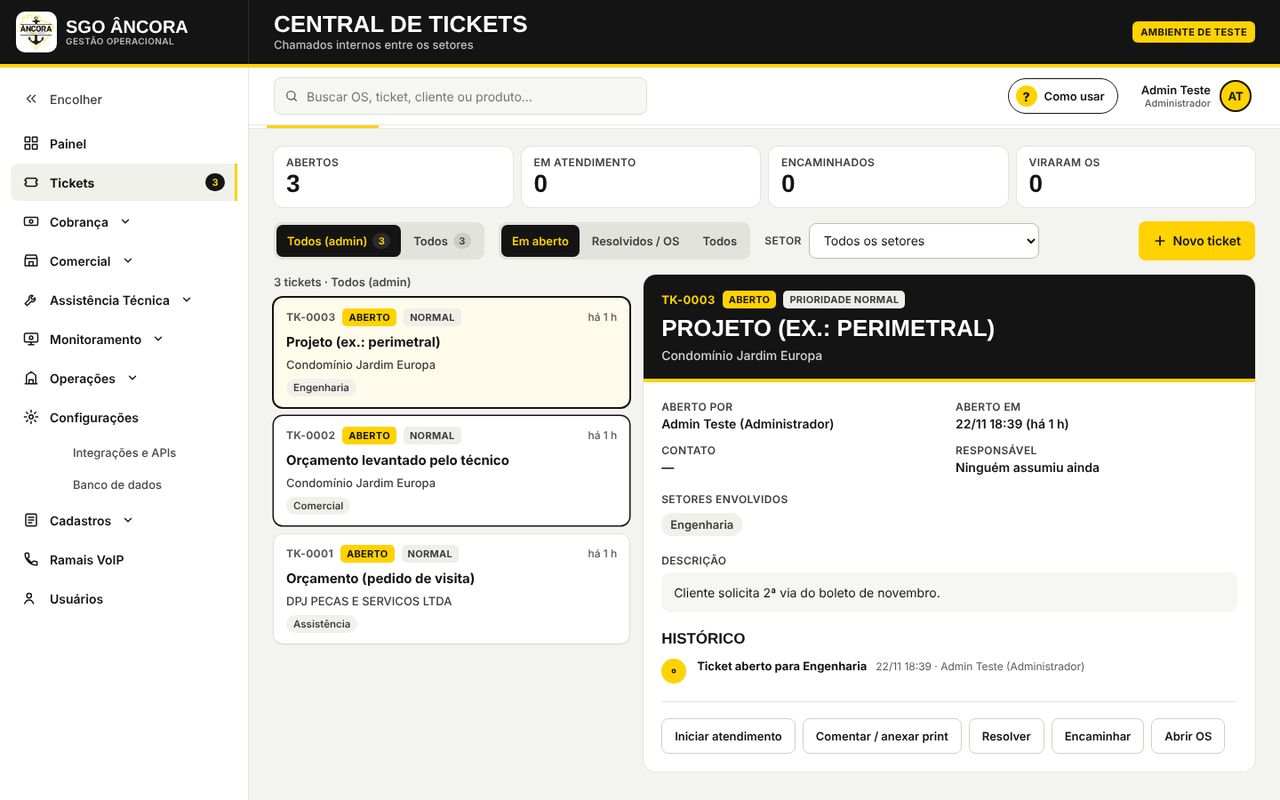 ÂNCORA
SGO ÂNCORA
GESTÃO OPERACIONAL
CENTRAL DE TICKETS
Chamados internos entre os setores
AMBIENTE DE TESTE
Encolher
Painel
Tickets 3
Cobrança
Comercial
Assistência Técnica
Monitoramento
Operações
Configurações
Integrações e APIs
Banco de dados
Cadastros
Ramais VoIP
Usuários
Buscar OS, ticket, cliente ou produto...
? Como usar
Admin Teste
Administrador
AT
ABERTOS
3
EM ATENDIMENTO
0
ENCAMINHADOS
0
VIRARAM OS
0
Todos (admin) 3 Todos 3
Em aberto Resolvidos / OS Todos
SETOR Todos os setores
+ Novo ticket
3 tickets · Todos (admin)
TK-0003 ABERTO NORMAL há 1 h
Projeto (ex.: perimetral)
Condomínio Jardim Europa
Engenharia
TK-0002 ABERTO NORMAL há 1 h
Orçamento levantado pelo técnico
Condomínio Jardim Europa
Comercial
TK-0001 ABERTO NORMAL há 1 h
Orçamento (pedido de visita)
DPJ PECAS E SERVICOS LTDA
Assistência
TK-0003 ABERTO PRIORIDADE NORMAL
PROJETO (EX.: PERIMETRAL)
Condomínio Jardim Europa
ABERTO POR
Admin Teste (Administrador)
ABERTO EM
22/11 18:39 (há 1 h)
CONTATO
—
RESPONSÁVEL
Ninguém assumiu ainda
SETORES ENVOLVIDOS
Engenharia
DESCRIÇÃO
Cliente solicita 2ª via do boleto de novembro.
HISTÓRICO
Ticket aberto para Engenharia 22/11 18:39 · Admin Teste (Administrador)
Iniciar atendimento Comentar / anexar print Resolver Encaminhar Abrir OS